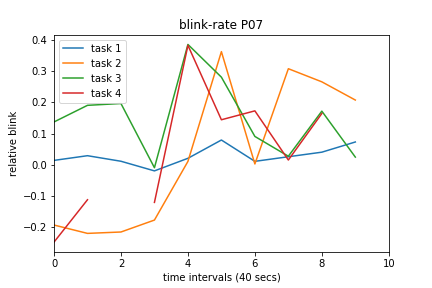 blink-rate P07
task 1
task 2
task 3
task 4
relative blink
0.4
0.3
0.2
0.1
0.0
−0.1
−0.2
0 2 4 6 8 10
time intervals (40 secs)